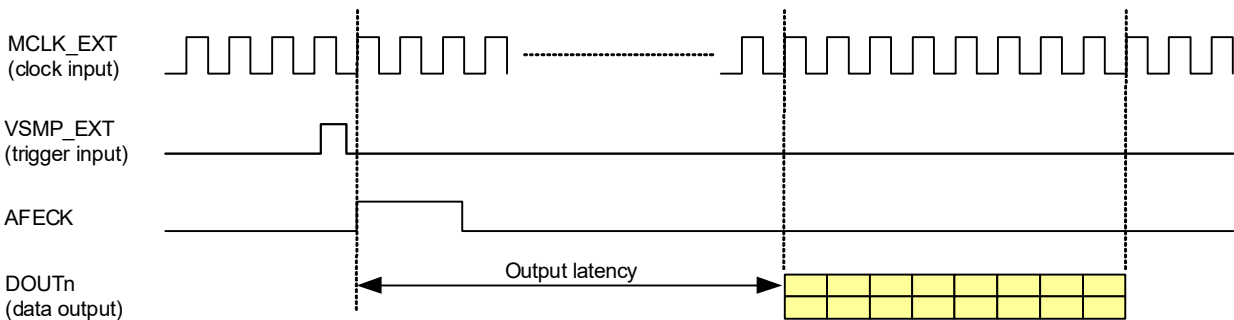 MCLK_EXT
(clock input)
VSMP_EXT
(trigger input)
AFECK
Output latency
DOUTn
(data output)